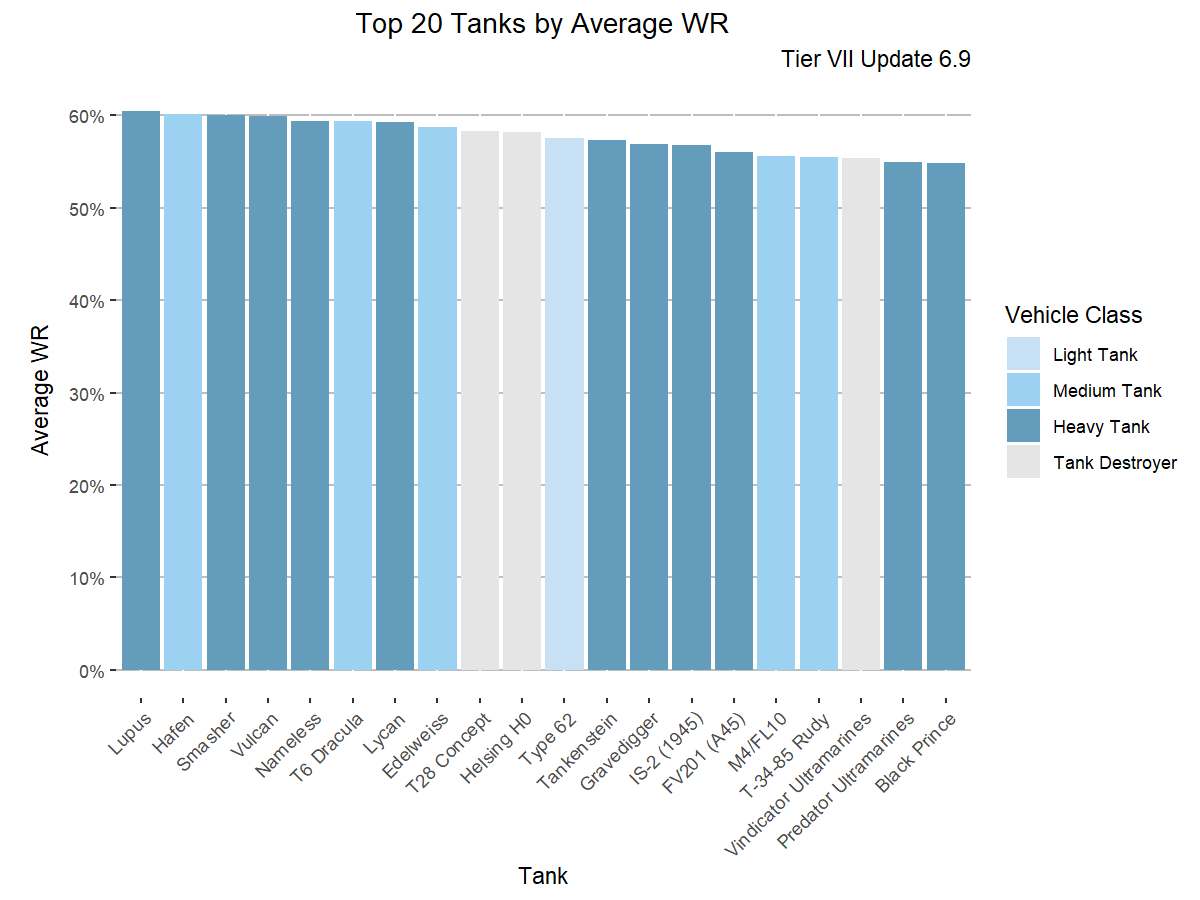 Top 20 Tanks by Average WR
Tier VII Update 6.9
Average WR
60%
50%
40%
30%
20%
10%
0%
Lupus
Hafen
Smasher
Vulcan
Nameless
T6 Dracula
Lycan
Edelweiss
T28 Concept
Helsing H0
Type 62
Tankenstein
Gravedigger
IS-2 (1945)
FV201 (A45)
M4/FL10
T-34-85 Rudy
Vindicator Ultramarines
Predator Ultramarines
Black Prince
Tank
Vehicle Class
Light Tank
Medium Tank
Heavy Tank
Tank Destroyer